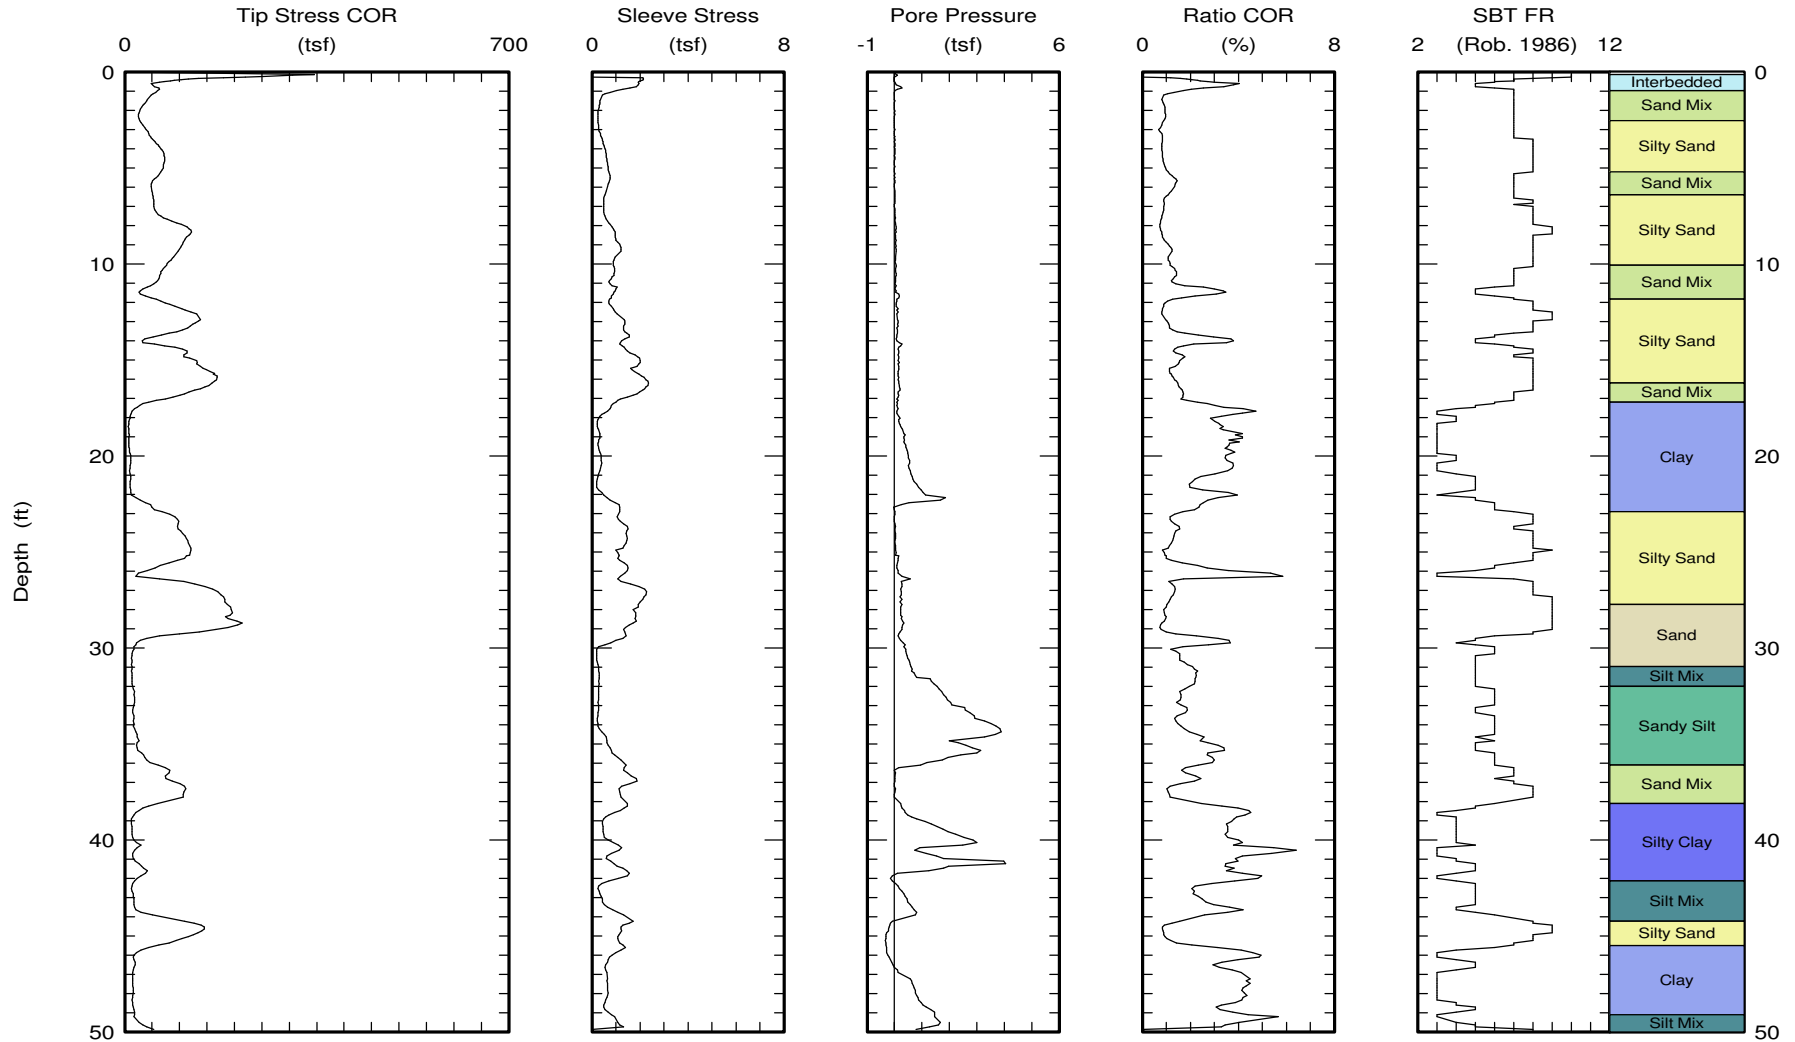 Tip Stress COR Sleeve Stress Pore Pressure Ratio COR SBT FR
0 (tsf) 700 0 (tsf) 8 -1 (tsf) 6 0 (%) 8 2 (Rob. 1986) 12
0 0
Interbedded
Sand Mix
Silty Sand
Sand Mix
Silty Sand
10 10
Sand Mix
Silty Sand
Sand Mix
20 Clay 20
Depth (ft)
Silty Sand
Sand
30 30
Silt Mix
Sandy Silt
Sand Mix
40 Silty Clay 40
Silt Mix
Silty Sand
Clay
Silt Mix
50 50